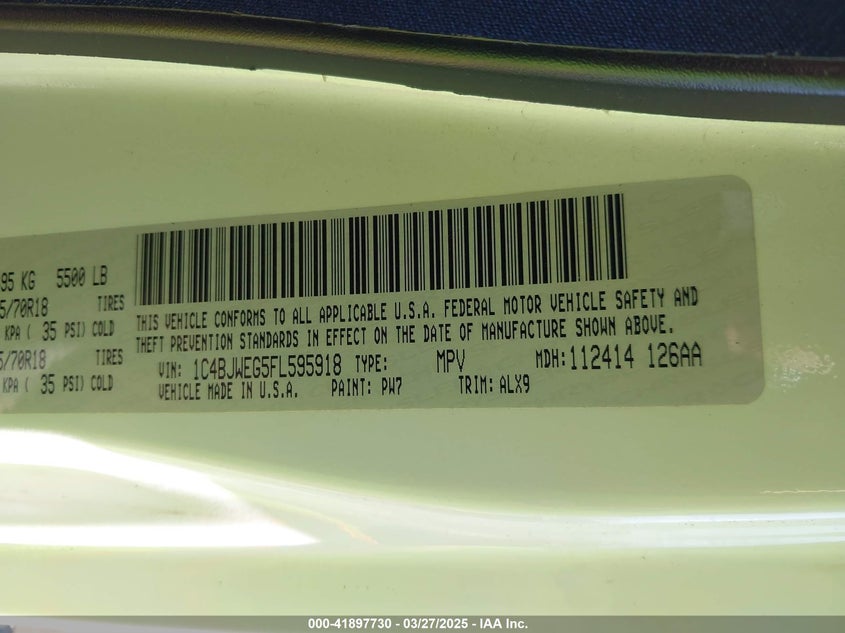 95 KG 5500 LB
5/70R18 TIRES
KPA ( 35 PSI) COLD
5/70R18 TIRES
KPA ( 35 PSI) COLD
THIS VEHICLE CONFORMS TO ALL APPLICABLE U.S.A. FEDERAL MOTOR VEHICLE SAFETY AND
THEFT PREVENTION STANDARDS IN EFFECT ON THE DATE OF MANUFACTURE SHOWN ABOVE.
VIN: 1C4BJWEG5FL595918 TYPE: MPV MDH: 112414 126AA
VEHICLE MADE IN U.S.A. PAINT: PW7 TRIM: ALX9
000-41897730 - 03/27/2025 - IAA Inc.